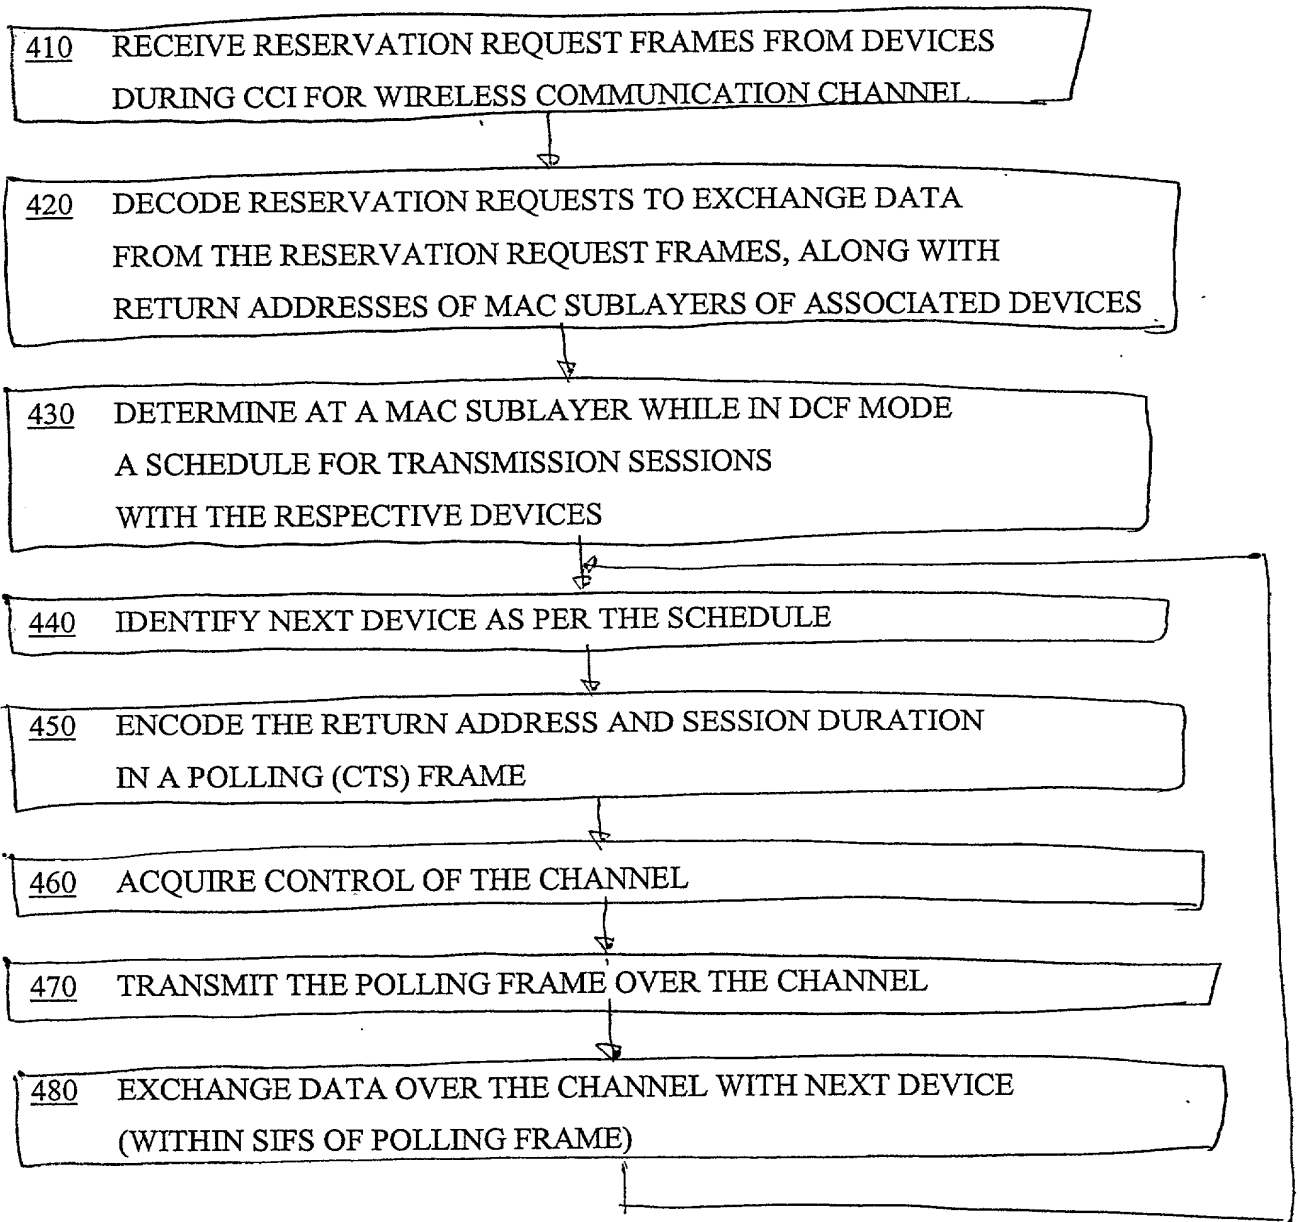 410 RECEIVE RESERVATION REQUEST FRAMES FROM DEVICES
DURING CCI FOR WIRELESS COMMUNICATION CHANNEL
420 DECODE RESERVATION REQUESTS TO EXCHANGE DATA
FROM THE RESERVATION REQUEST FRAMES, ALONG WITH
RETURN ADDRESSES OF MAC SUBLAYERS OF ASSOCIATED DEVICES
430 DETERMINE AT A MAC SUBLAYER WHILE IN DCF MODE
A SCHEDULE FOR TRANSMISSION SESSIONS
WITH THE RESPECTIVE DEVICES
440 IDENTIFY NEXT DEVICE AS PER THE SCHEDULE
450 ENCODE THE RETURN ADDRESS AND SESSION DURATION
IN A POLLING (CTS) FRAME
460 ACQUIRE CONTROL OF THE CHANNEL
470 TRANSMIT THE POLLING FRAME OVER THE CHANNEL
480 EXCHANGE DATA OVER THE CHANNEL WITH NEXT DEVICE
(WITHIN SIFS OF POLLING FRAME)